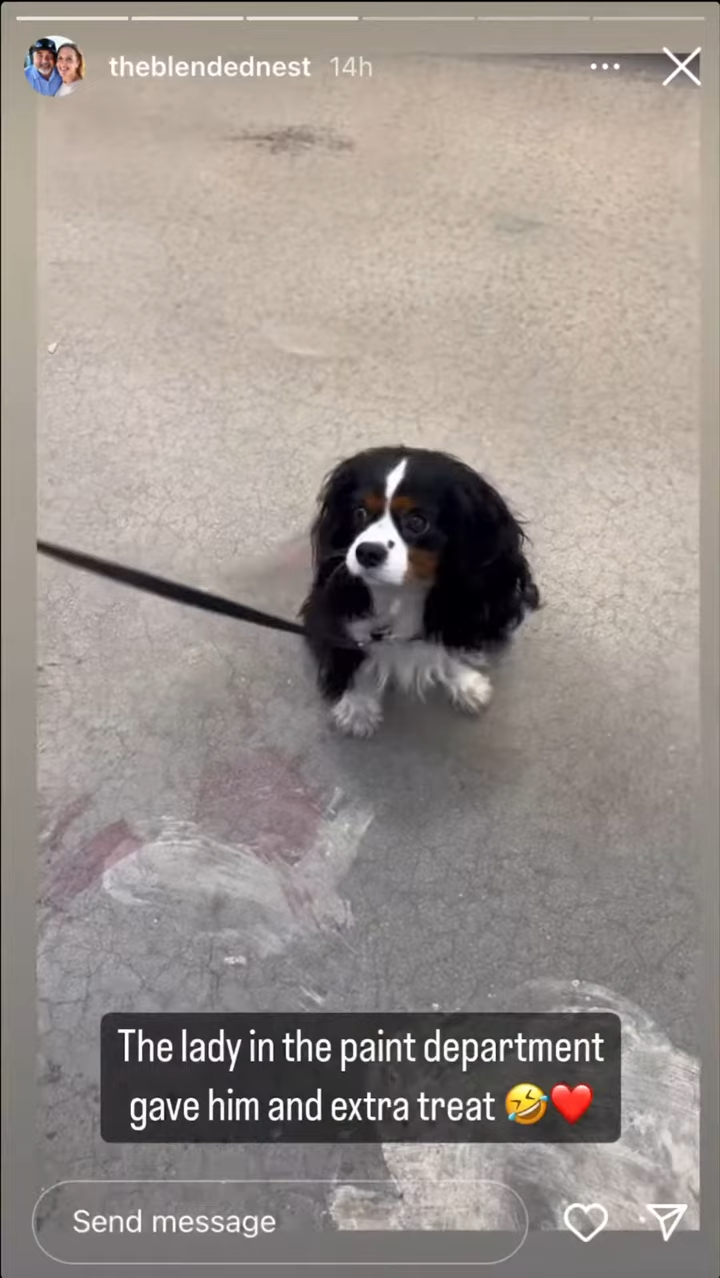 theblendednest 14h
The lady in the paint department
gave him and extra treat 🤣❤️
Send message